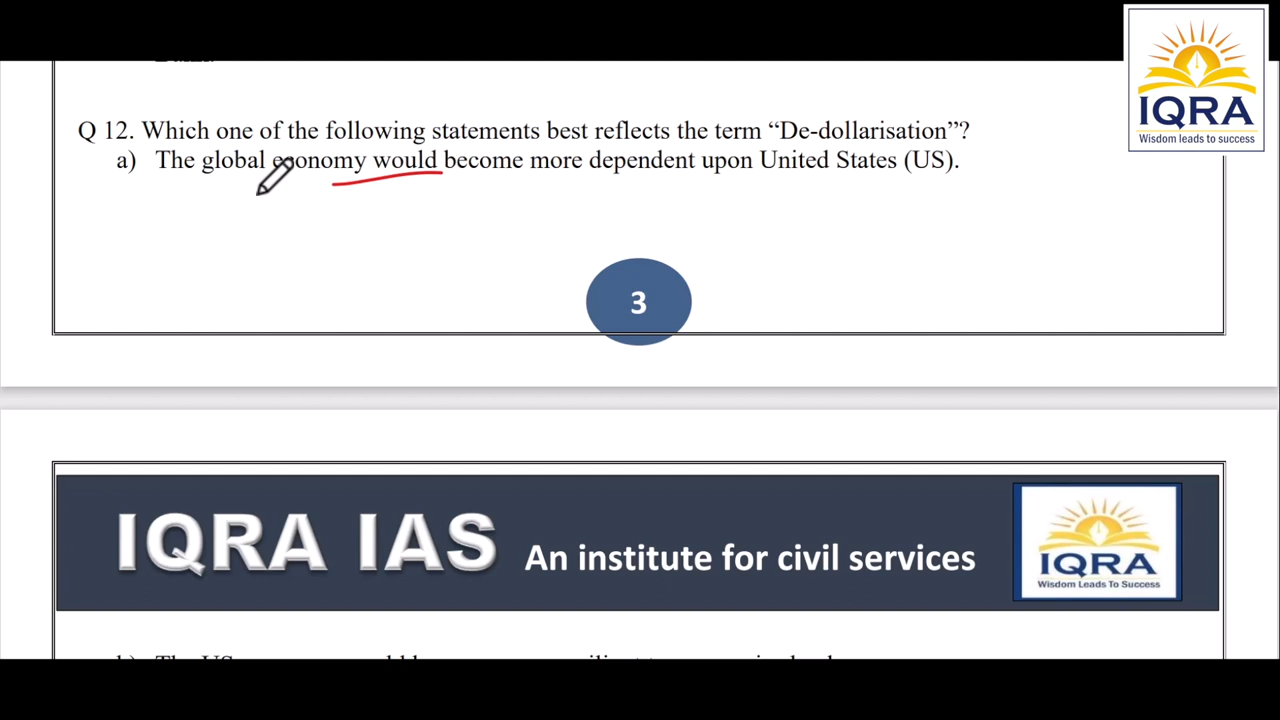 IQRA
Wisdom leads to success
Q 12. Which one of the following statements best reflects the term “De-dollarisation”?
a) The global economy would become more dependent upon United States (US).
3
IQRA IAS An institute for civil services
IQRA
Wisdom Leads To Success